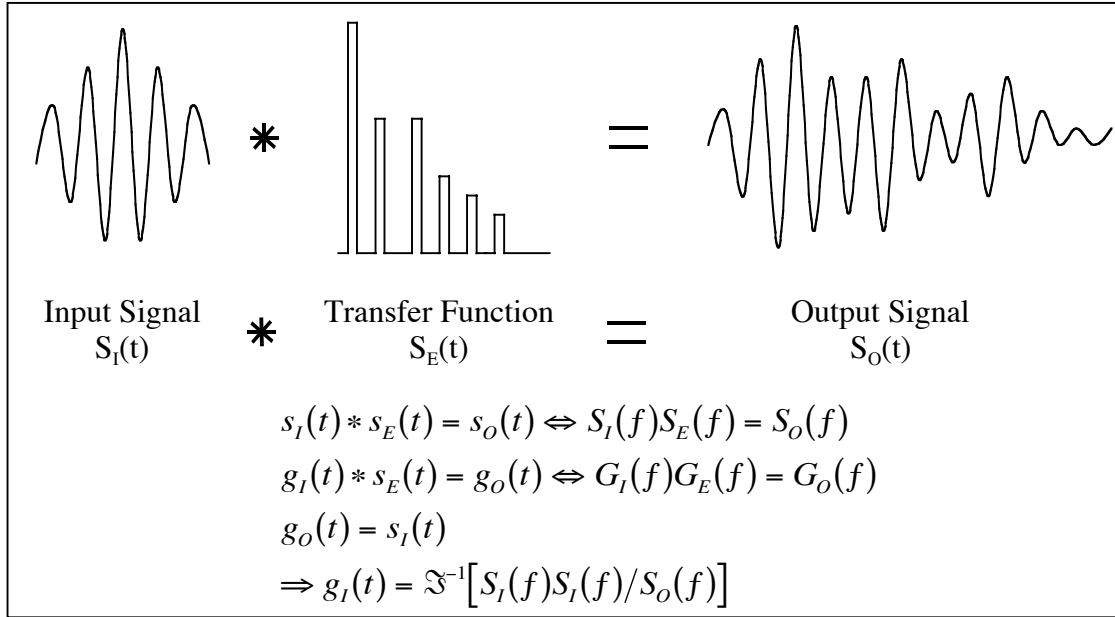 * =
Input Signal Transfer Function Output Signal
S_I(t) * S_E(t) = S_O(t)
s_I(t) * s_E(t) = s_O(t) ⇔ S_I(f)S_E(f) = S_O(f)
g_I(t) * s_E(t) = g_O(t) ⇔ G_I(f)G_E(f) = G_O(f)
g_O(t) = s_I(t)
⇒ g_I(t) = ℑ⁻¹[S_I(f)S_I(f)/S_O(f)]